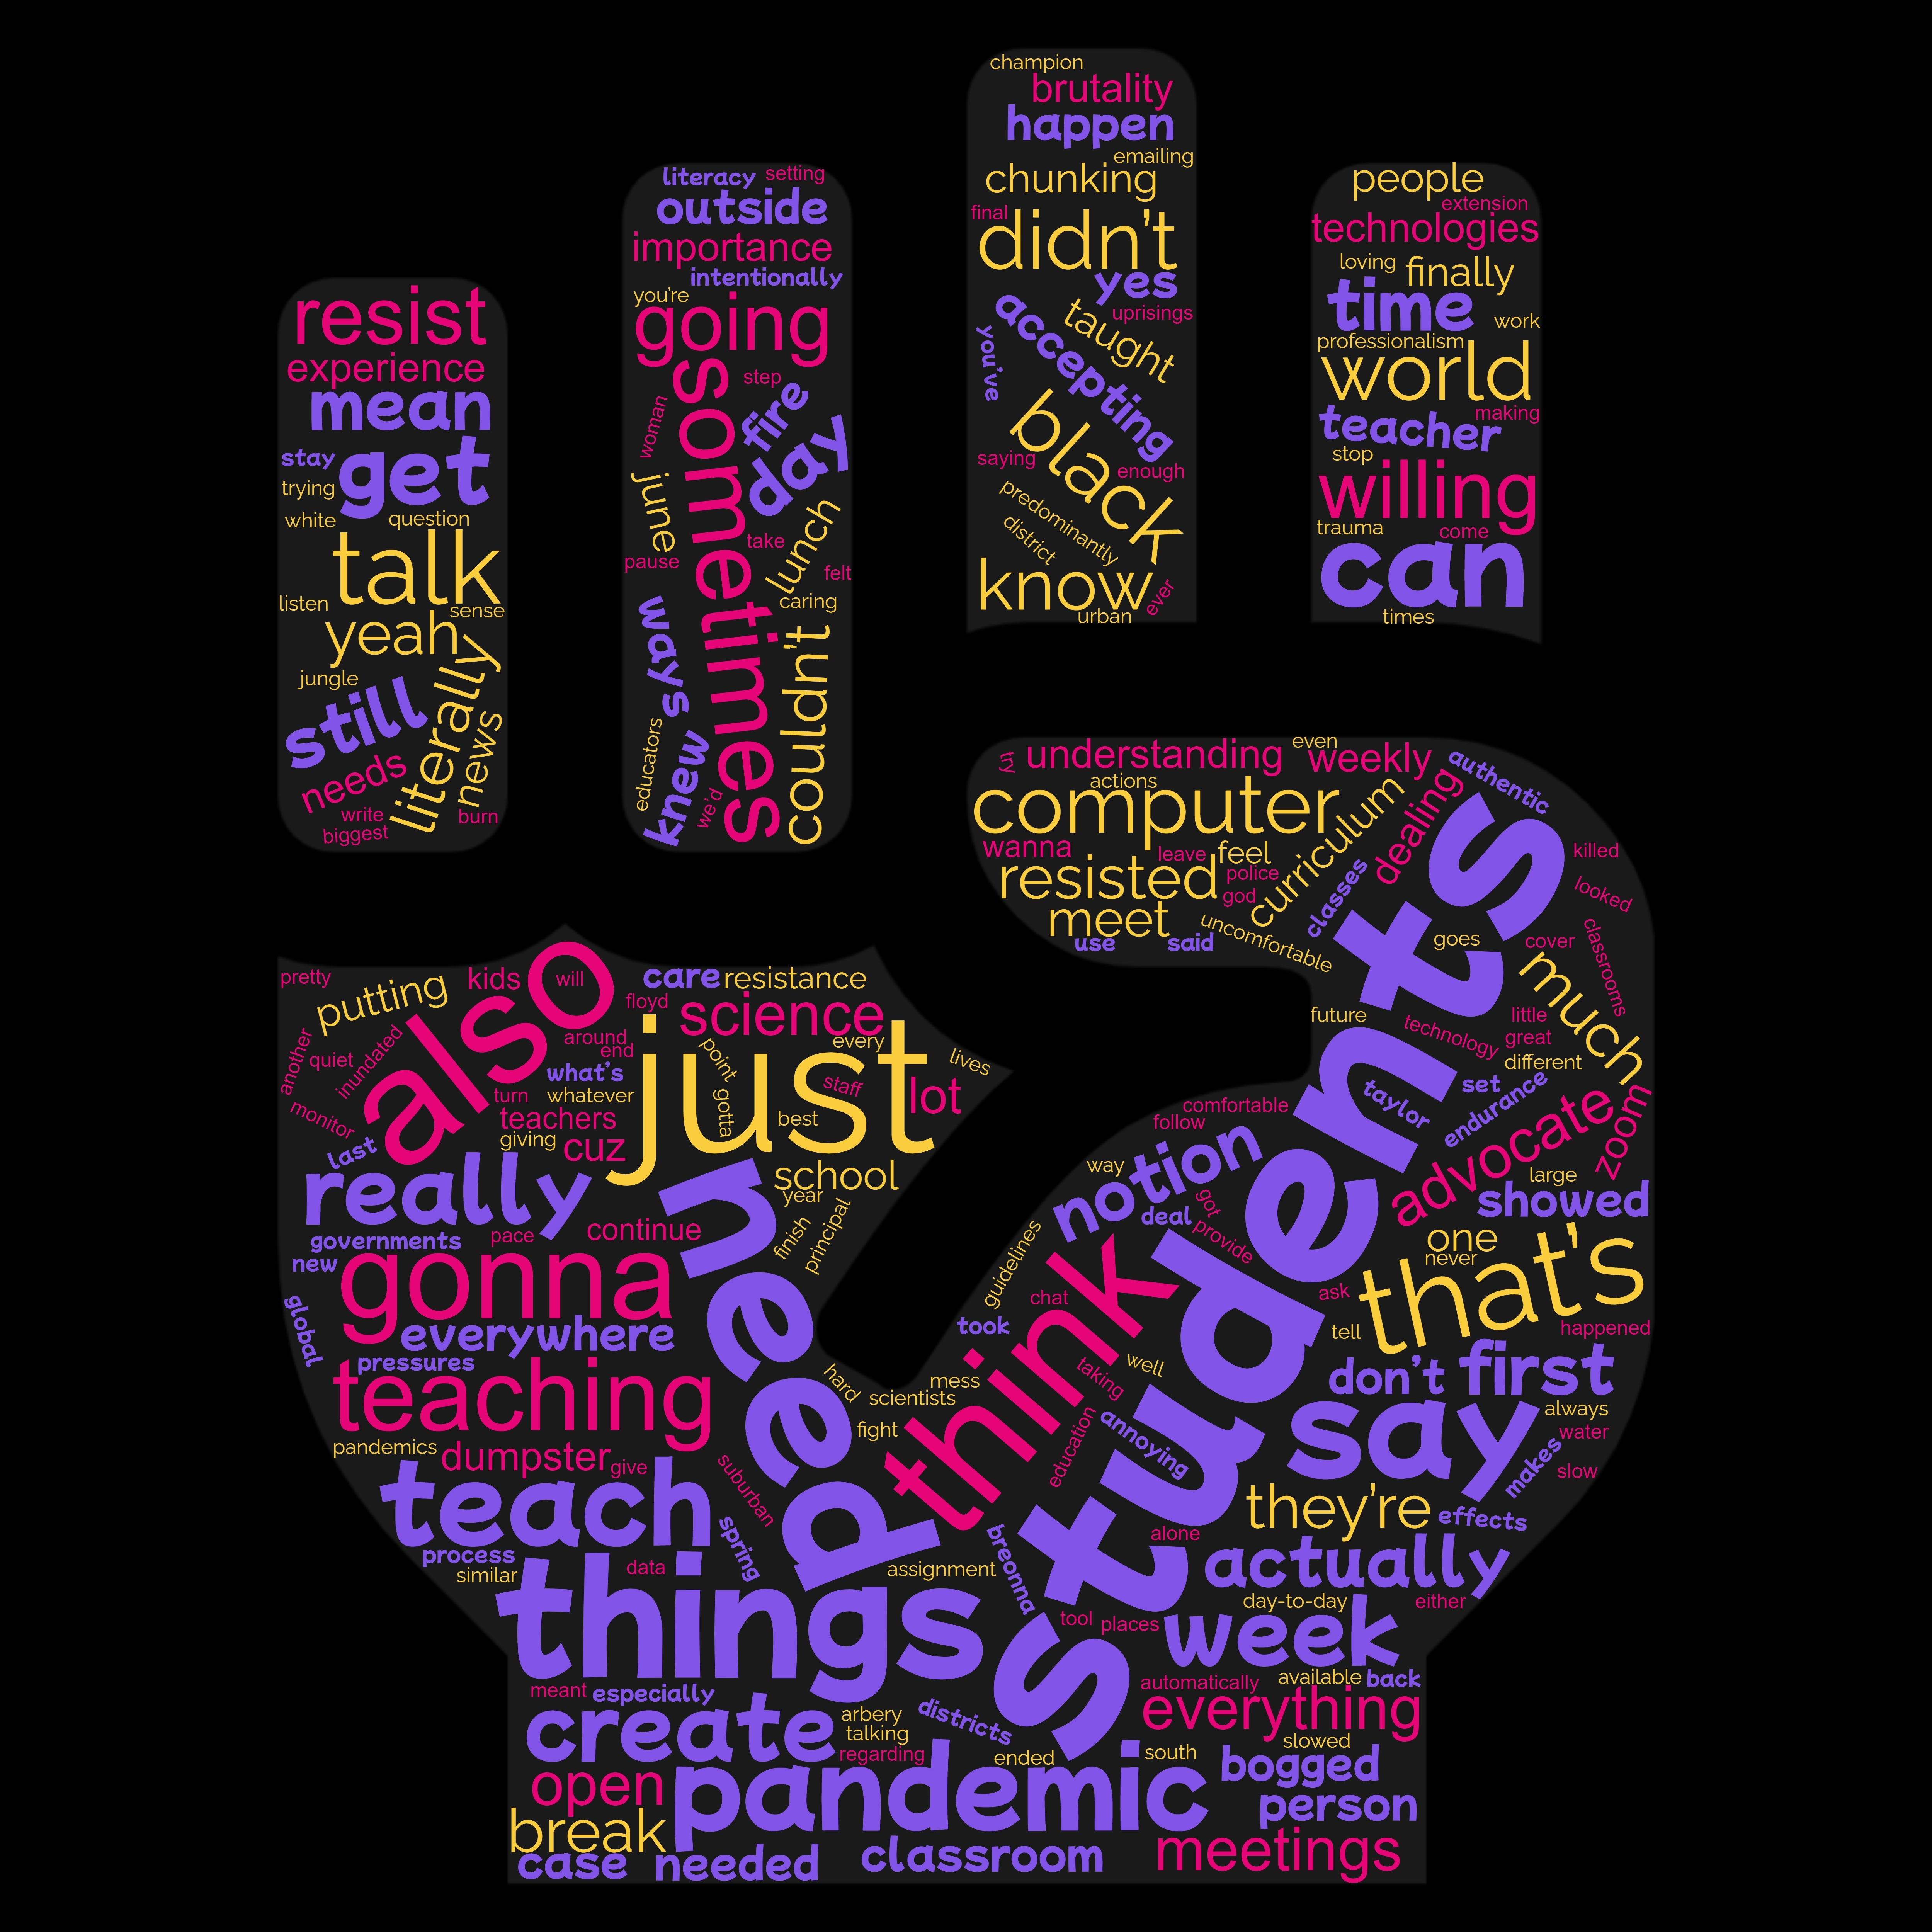 resist
experience
mean
stay
get
trying
white
question
talk
listen
sense
yeah
jungle
still
literally
news
needs
write
burn
biggest
literacy
setting
outside
importance
intentionally
you're
going
sometimes
step
fire
woman
day
june
lunch
take
pause
felt
caring
ways
couldn't
educators
knew
we'd
champion
brutality
happen
emailing
chunking
final
didn't
yes
accepting
taught
uprisings
you've
black
saying
enough
predominantly
district
know
ever
urban
people
extension
technologies
loving
finally
time
work
professionalism
world
making
teacher
stop
willing
trauma
come
can
times
try
understanding
even
weekly
authentic
actions
computer
curriculum
dealing
students
wanna
leave
feel
killed
resisted
police
god
classes
looked
meet
uncomfortable
use
said
goes
cover
classrooms
much
future
technology
little
great
different
taylor
set
endurance
comfortable
follow
advocate
zoom
way
notion
large
got
deal
showed
provide
one
never
that's
guidelines
chat
ask
took
tell
happened
think
taking
well
don't
first
say
always
education
annoying
water
makes
slow
they're
effects
alone
actually
breonna
day-to-day
either
tool
places
week
pretty
putting
kids
will
also
care
resistance
floyd
science
another
quiet
inundated
around
end
just
point
every
lives
what's
staff
lot
turn
whatever
gotta
monitor
teachers
best
giving
cuz
last
school
really
need
year
continue
finish
principal
governments
pace
new
gonna
global
everywhere
pressures
hard
mess
scientists
teaching
fight
pandemics
dumpster
give
suburban
teach
spring
process
similar
data
assignment
things
meant
especially
automatically
available
back
create
arbery
talking
districts
everything
regarding
ended
south
slowed
open
pandemic
bogged
person
break
case
needed
classroom
meetings